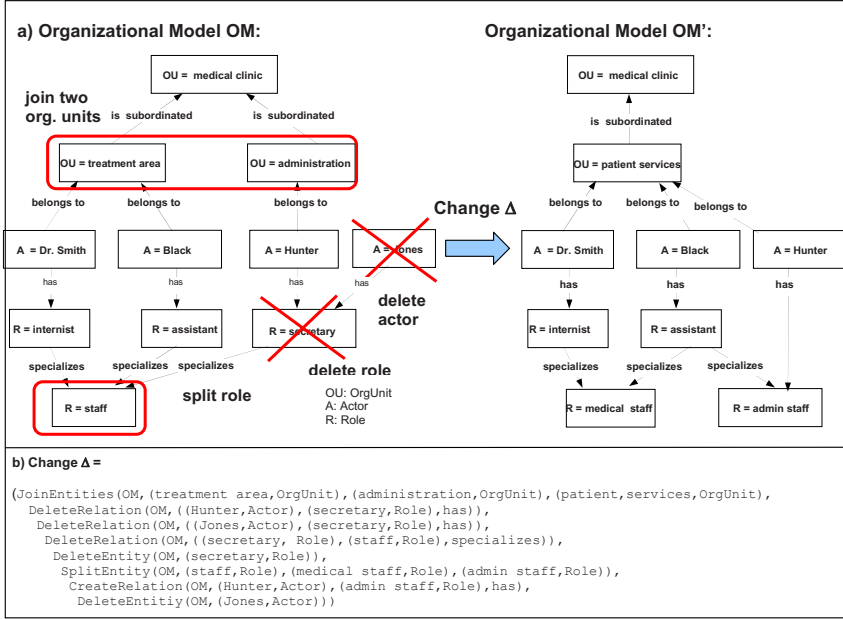 a) Organizational Model OM:
Organizational Model OM':
OU = medical clinic
OU = medical clinic
join two
org. units
is subordinated
is subordinated
is subordinated
OU = treatment area
OU = administration
OU = patient services
belongs to
belongs to
belongs to
belongs to
belongs to
belongs to
Change Δ
A = Dr. Smith
A = Black
A = Hunter
A = Jones
A = Dr. Smith
A = Black
A = Hunter
has
has
has
has
has
has
has
delete
actor
R = internist
R = assistant
R = secretary
R = internist
R = assistant
specializes
specializes
specializes
delete role
specializes
specializes
specializes
split role
OU: OrgUnit
A: Actor
R: Role
R = staff
R = medical staff
R = admin staff
b) Change Δ =
(JoinEntities(OM,(treatment area,OrgUnit),(administration,OrgUnit),(patient,services,OrgUnit),
DeleteRelation(OM,((Hunter,Actor),(secretary,Role),has)),
DeleteRelation(OM,((Jones,Actor),(secretary,Role),has)),
DeleteRelation(OM,((secretary, Role),(staff,Role),specializes)),
DeleteEntity(OM,(secretary,Role)),
SplitEntity(OM,(staff,Role),(medical staff,Role),(admin staff,Role)),
CreateRelation(OM,(Hunter,Actor),(admin staff,Role),has),
DeleteEntitiy(OM,(Jones,Actor)))